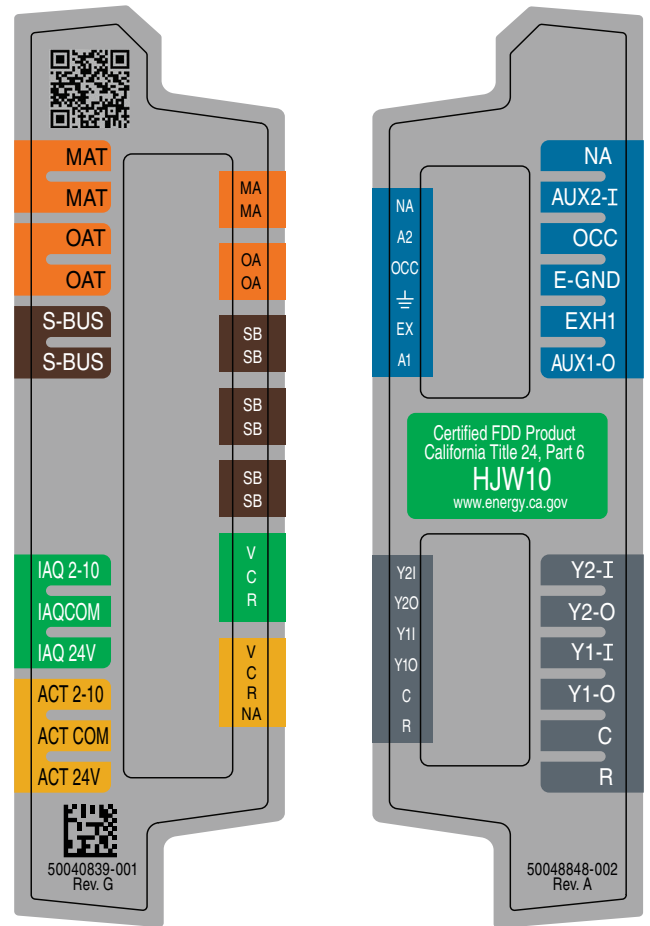 MAT
MAT
OAT
OAT
S-BUS
S-BUS
IAQ 2-10
IAQCOM
IAQ 24V
ACT 2-10
ACT COM
ACT 24V
MA
MA
OA
OA
SB
SB
SB
SB
SB
SB
V
C
R
V
C
R
NA
50040839-001
Rev. G
NA
A2
OCC
EX
A1
NA
AUX2-I
OCC
E-GND
EXH1
AUX1-O
Certified FDD Product
California Title 24, Part 6
HJW10
www.energy.ca.gov
Y2I
Y2O
Y1I
Y1O
C
R
Y2-I
Y2-O
Y1-I
Y1-O
C
R
50048848-002
Rev. A